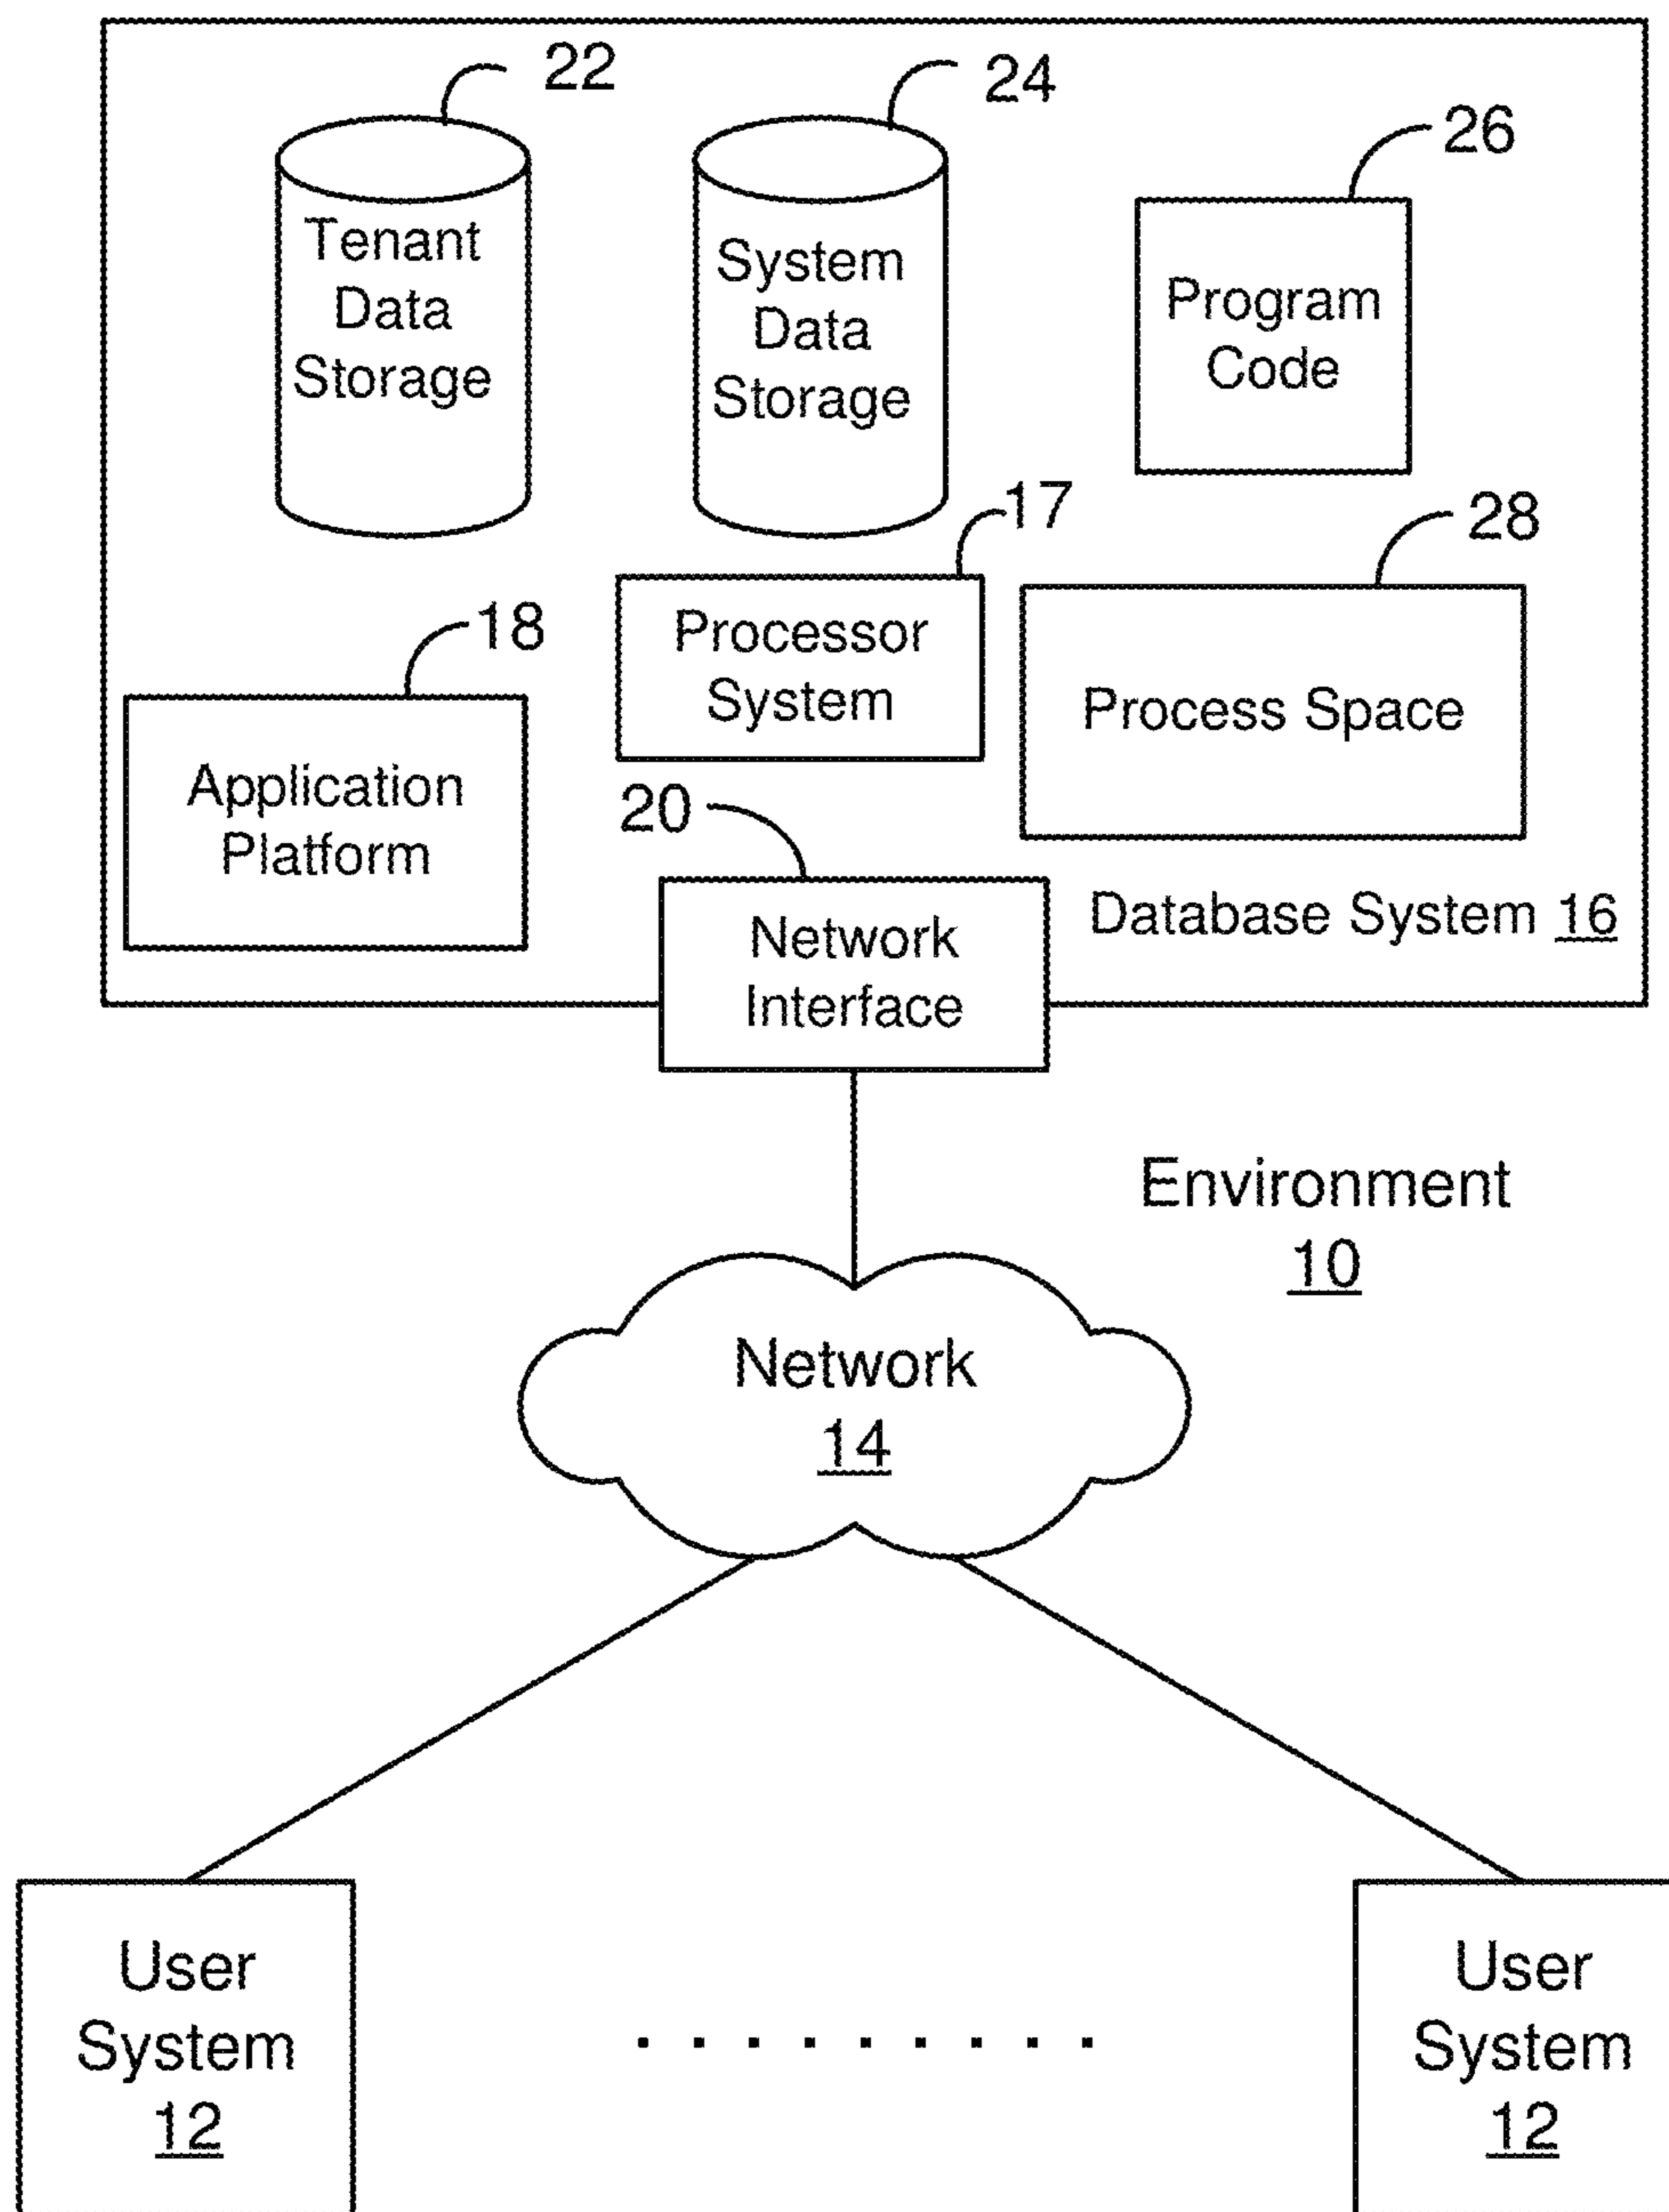 22
24
26
Tenant
Data
Storage
System
Data
Storage
Program
Code
17
28
18
Processor
System
Process Space
Application
Platform
20
Network
Interface
Database System 16
Environment
10
Network
14
User
System
12
. . . . . . . . .
User
System
12